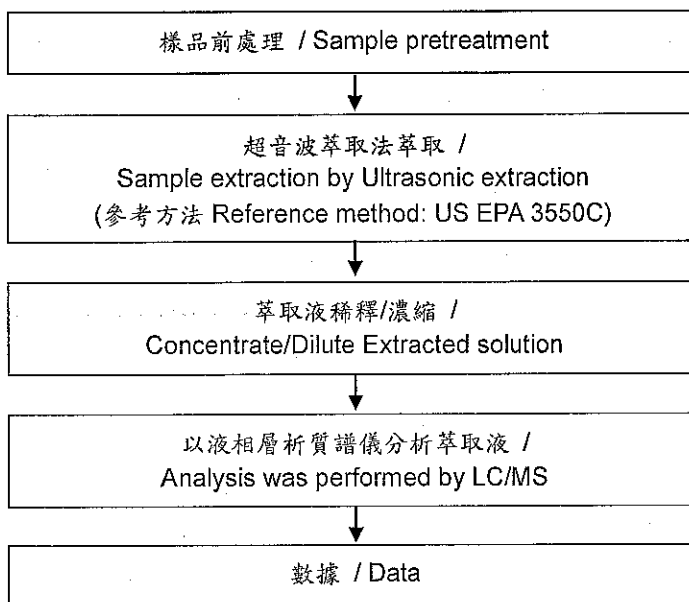 樣品前處理 / Sample pretreatment
超音波萃取法萃取 /
Sample extraction by Ultrasonic extraction
(參考方法 Reference method: US EPA 3550C)
萃取液稀釋/濃縮 /
Concentrate/Dilute Extracted solution
以液相層析質譜儀分析萃取液 /
Analysis was performed by LC/MS
數據 / Data